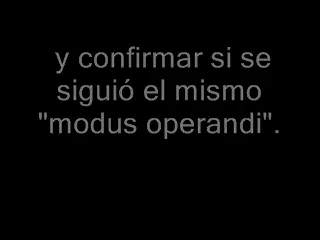 y confirmar si se
siguió el mismo
"modus operandi".